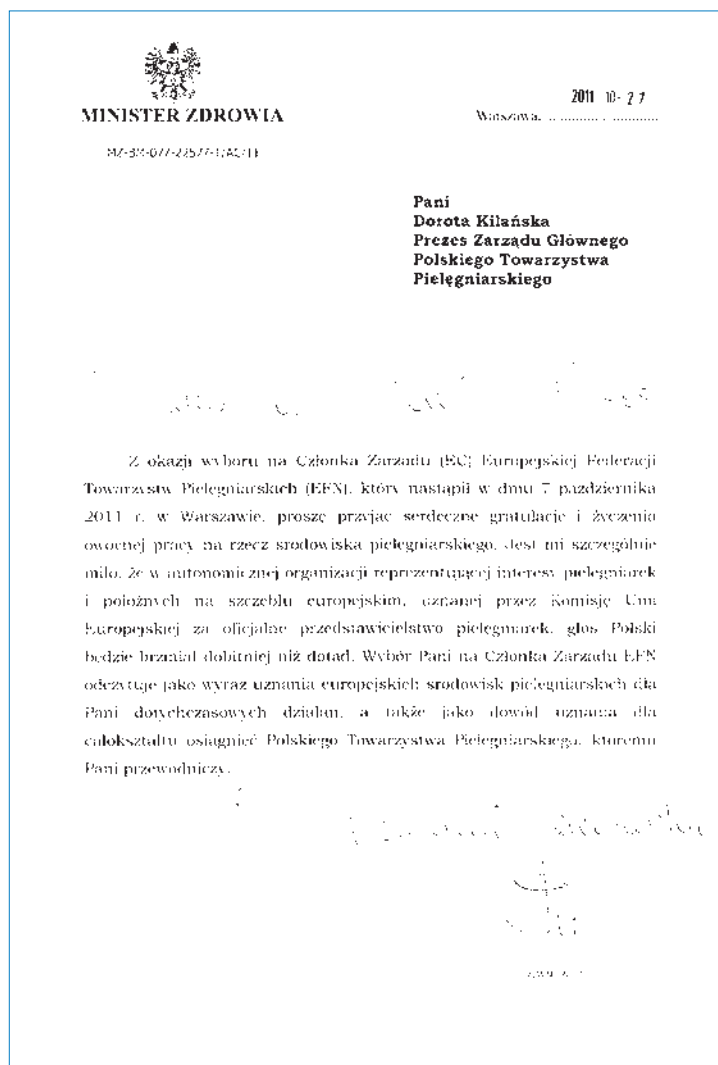 2011 10-27
MINISTER ZDROWIA
Warszawa,
Pani
Dorota Kilańska
Prezes Zarządu Głównego
Polskiego Towarzystwa
Pielęgniarskiego
Z okazji wyboru na Członka Zarządu (EC) Europejskiej Federacji
Towarzystw Pielęgniarskich (EFN), który nastąpił w dniu 7 października
2011 r. w Warszawie, proszę przyjąć serdeczne gratulacje i życzenia
owocnej pracy na rzecz środowiska pielęgniarskiego. Jest mi szczególnie
miło, że w autonomicznej organizacji reprezentującej interesy pielęgniarek
i położnych na szczeblu europejskim, uznanej przez Komisję Unii
Europejskiej za oficjalne przedstawicielstwo pielęgniarek, głos Polski
będzie brzmiał dobitniej niż dotąd. Wybór Pani na Członka Zarządu EFN
odczytuję jako wyraz uznania europejskich środowisk pielęgniarskich dla
Pani dotychczasowych działań, a także jako dowód uznania dla
całokształtu osiągnięć Polskiego Towarzystwa Pielęgniarskiego, któremu
Pani przewodniczy.